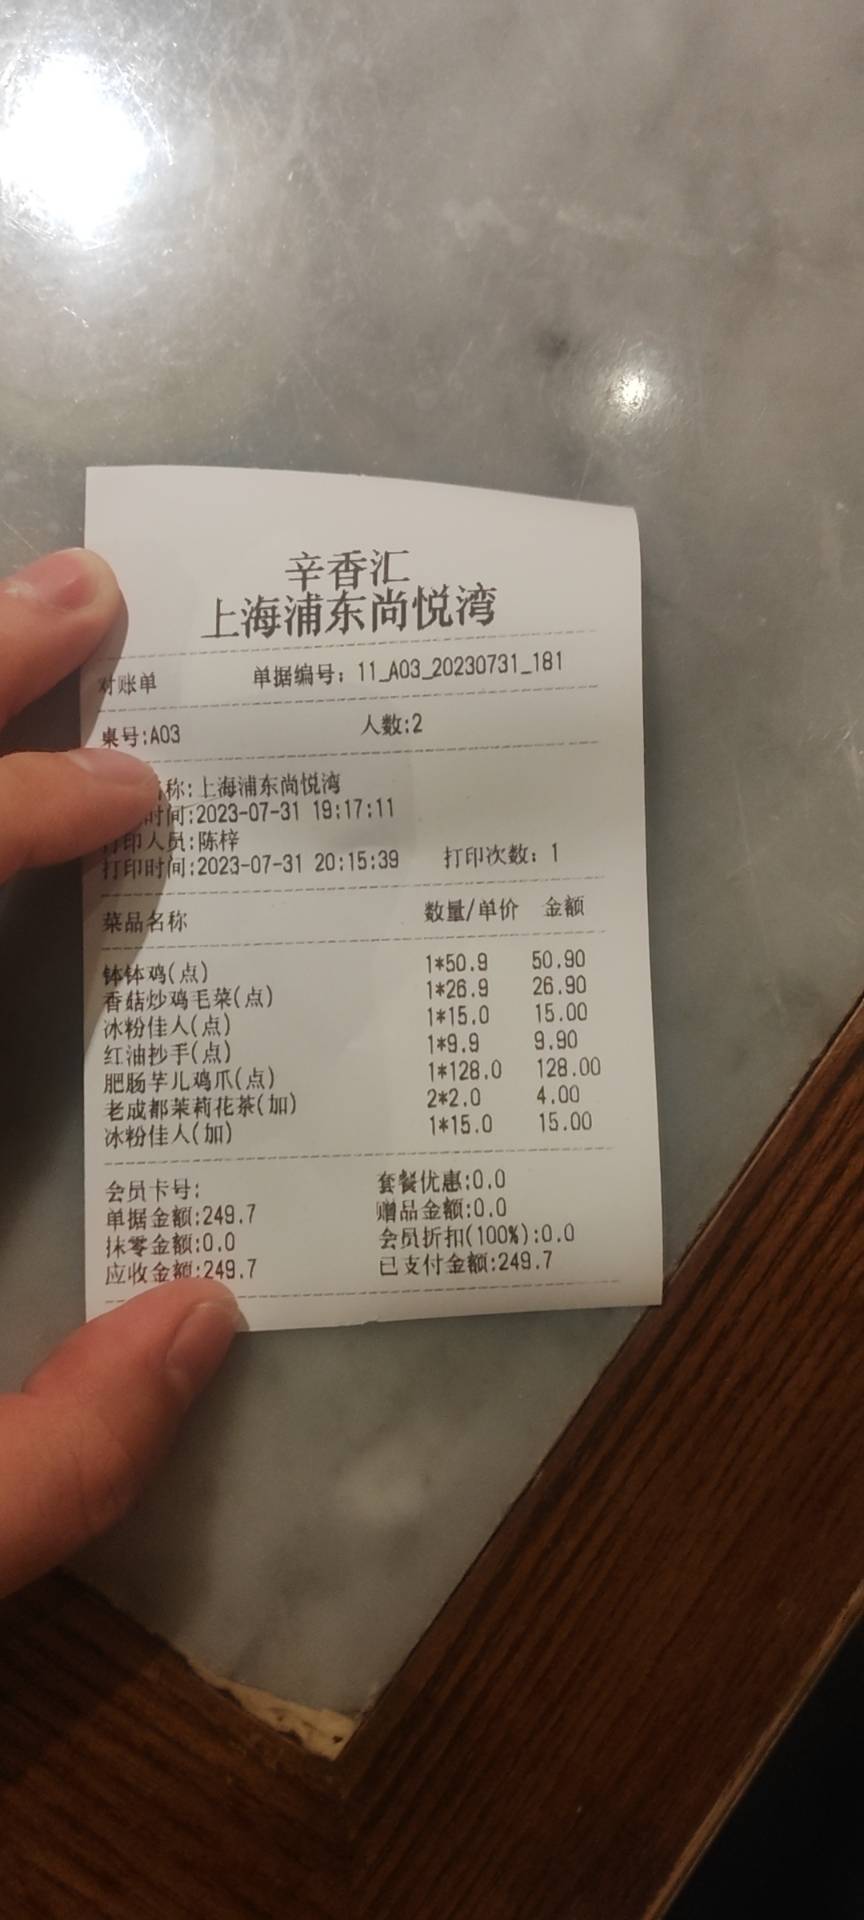 辛香汇
上海浦东尚悦湾
对账单 单据编号：11_A03_20230731_181
桌号:A03 人数:2
名称:上海浦东尚悦湾
时间:2023-07-31 19:17:11
打印人员:陈梓
打印时间:2023-07-31 20:15:39 打印次数：1
菜品名称 数量/单价 金额
钵钵鸡(点) 1*50.9 50.90
香菇炒鸡毛菜(点) 1*26.9 26.90
冰粉佳人(点) 1*15.0 15.00
红油抄手(点) 1*9.9 9.90
肥肠芋儿鸡爪(点) 1*128.0 128.00
老成都茉莉花茶(加) 2*2.0 4.00
冰粉佳人(加) 1*15.0 15.00
会员卡号: 套餐优惠:0.0
单据金额:249.7 赠品金额:0.0
抹零金额:0.0 会员折扣(100%):0.0
应收金额:249.7 已支付金额:249.7